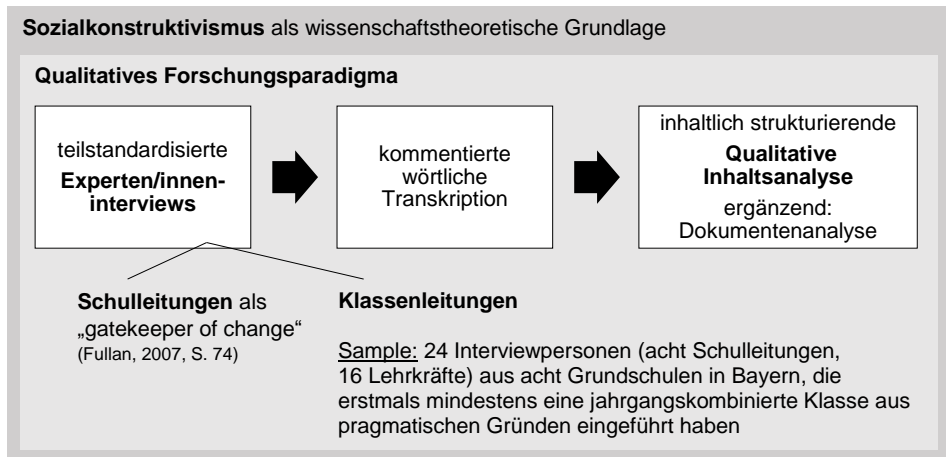 Sozialkonstruktivismus als wissenschaftstheoretische Grundlage
Qualitatives Forschungsparadigma
teilstandardisierte
Experten/innen-
interviews
kommentierte
wörtliche
Transkription
inhaltlich strukturierende
Qualitative
Inhaltsanalyse
ergänzend:
Dokumentenanalyse
Schulleitungen als
„gatekeeper of change“
(Fullan, 2007, S. 74)
Klassenleitungen
Sample: 24 Interviewpersonen (acht Schulleitungen,
16 Lehrkräfte) aus acht Grundschulen in Bayern, die
erstmals mindestens eine jahrgangskombinierte Klasse aus
pragmatischen Gründen eingeführt haben